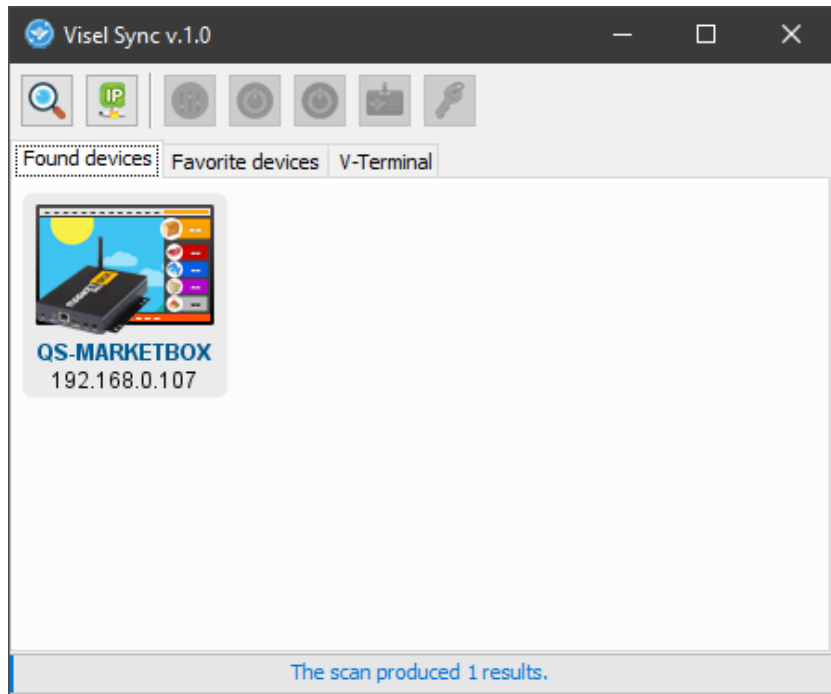 Visel Sync v.1.0
IP
Found devices Favorite devices V-Terminal
QS-MARKETBOX
192.168.0.107
The scan produced 1 results.